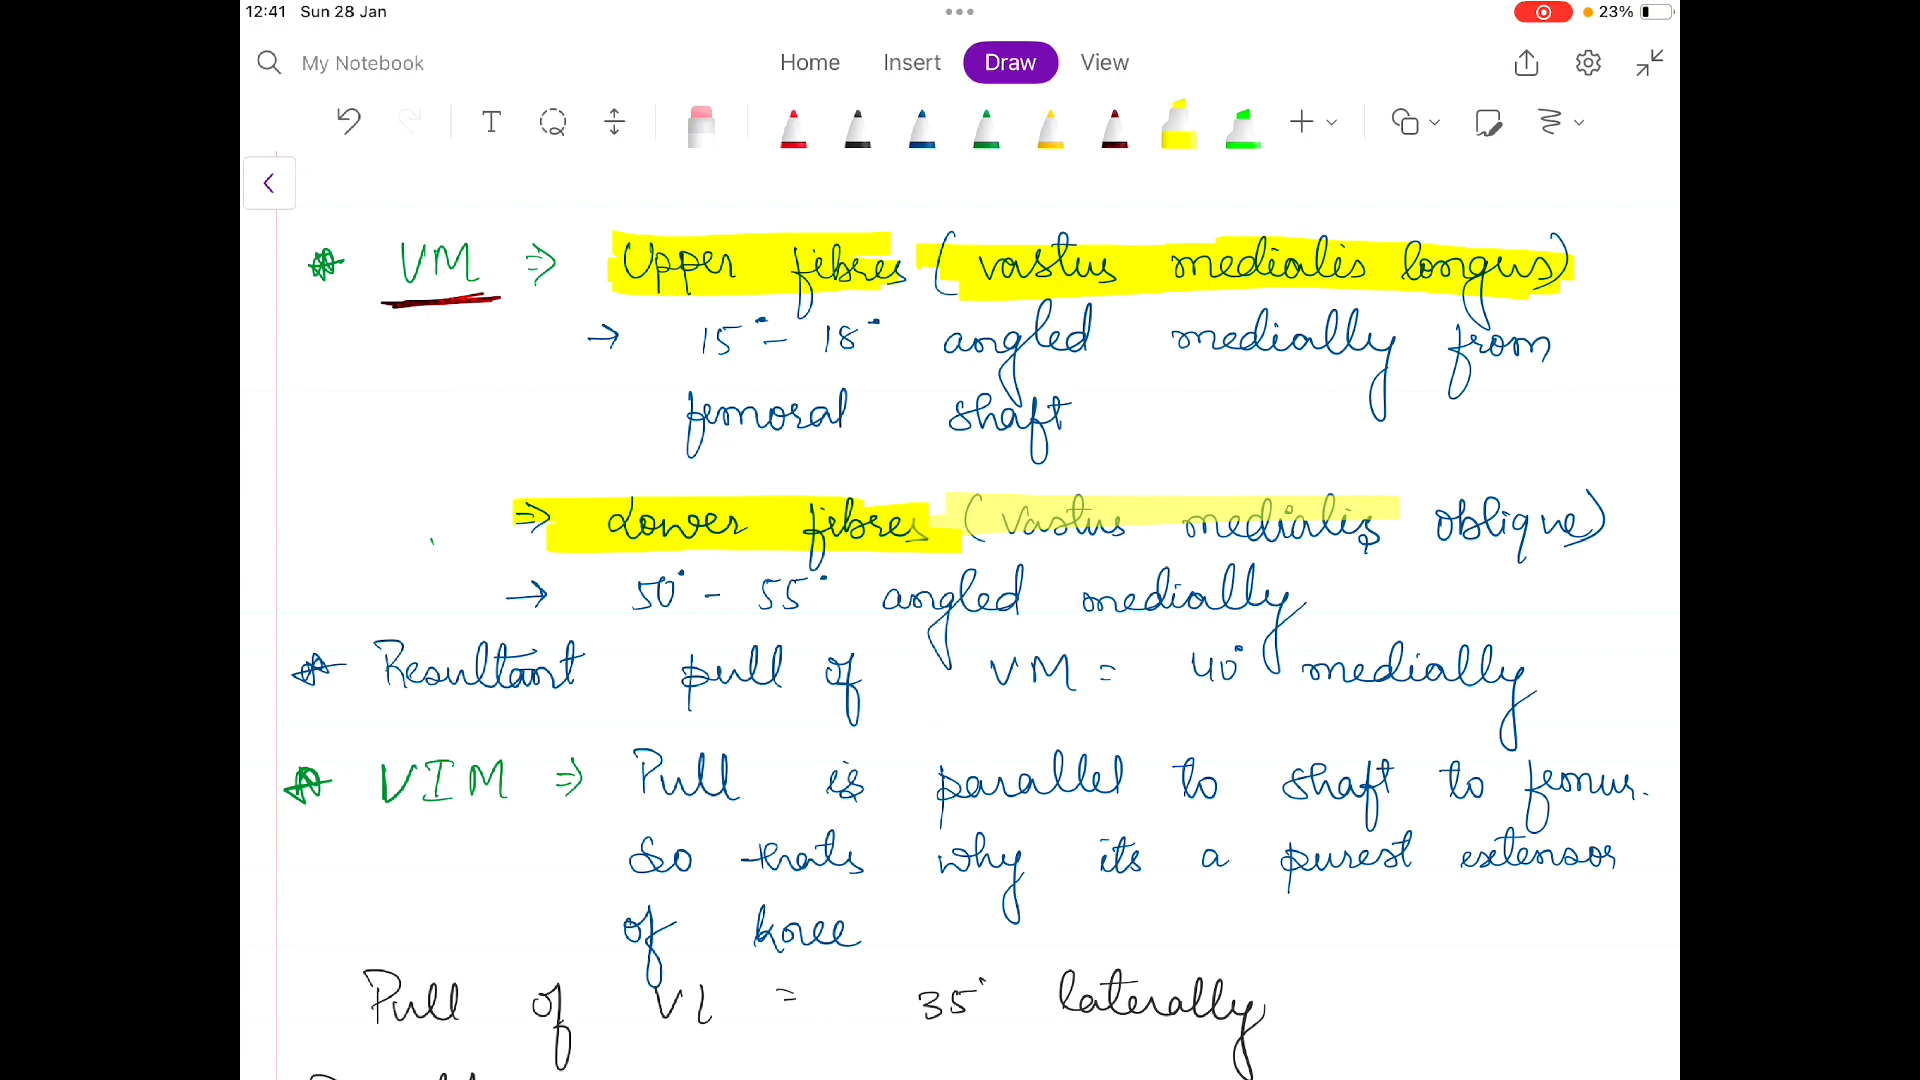 12:41 Sun 28 Jan
23%
My Notebook
Home Insert Draw View
T
VM ⇒ Upper fibres (vastus medialis longus)
→ 15° - 18° angled medially from
femoral shaft
⇒ Lower fibres (vastus medialis oblique)
→ 50° - 55° angled medially
Resultant pull of VM = 40° medially
VIM ⇒ Pull is parallel to shaft to femur.
So thats why its a purest extensor
of knee
Pull of VL = 35° laterally